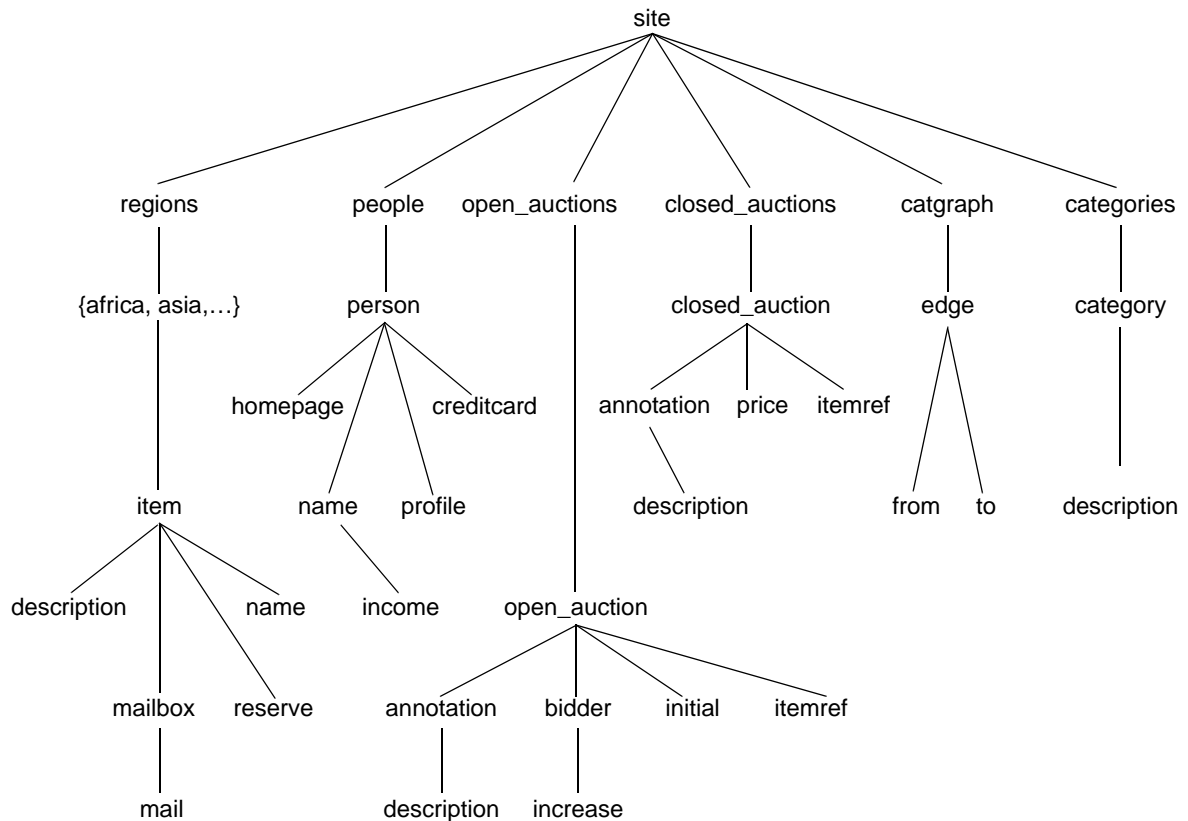 site
regions people open_auctions closed_auctions catgraph categories
{africa, asia,…} person closed_auction edge category
homepage creditcard annotation price itemref
item name profile description from to description
description name income open_auction
mailbox reserve annotation bidder initial itemref
mail description increase